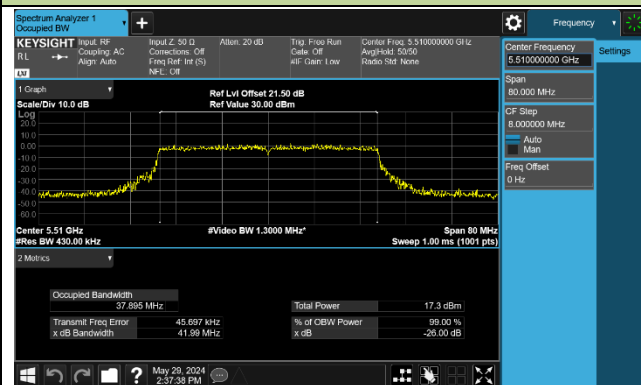 Spectrum Analyzer 1
Occupied BW
Frequency
KEYSIGHT
Input: RF
Coupling: AC
Align: Auto
Input Z: 50 Ω
Corrections: Off
Freq Ref: Int (S)
NFE: Off
Atten: 20 dB
Trig: Free Run
Gate: Off
#IF Gain: Low
Center Freq: 5.510000000 GHz
Avg|Hold: 50/50
Radio Std: None
RL
LXI
Center Frequency
5.510000000 GHz
Settings
Span
80.000 MHz
CF Step
8.000000 MHz
Auto
Man
Freq Offset
0 Hz
1 Graph
Scale/Div 10.0 dB
Ref Lvl Offset 21.50 dB
Ref Value 30.00 dBm
Log
20.0
10.0
0.00
-10.0
-20.0
-30.0
-40.0
-50.0
-60.0
Center 5.51 GHz
#Res BW 430.00 kHz
#Video BW 1.3000 MHz*
Span 80 MHz
Sweep 1.00 ms (1001 pts)
2 Metrics
Occupied Bandwidth
37.895 MHz
Total Power 17.3 dBm
Transmit Freq Error 45.697 kHz
% of OBW Power 99.00 %
x dB Bandwidth 41.99 MHz
x dB -26.00 dB
May 29, 2024
2:37:38 PM